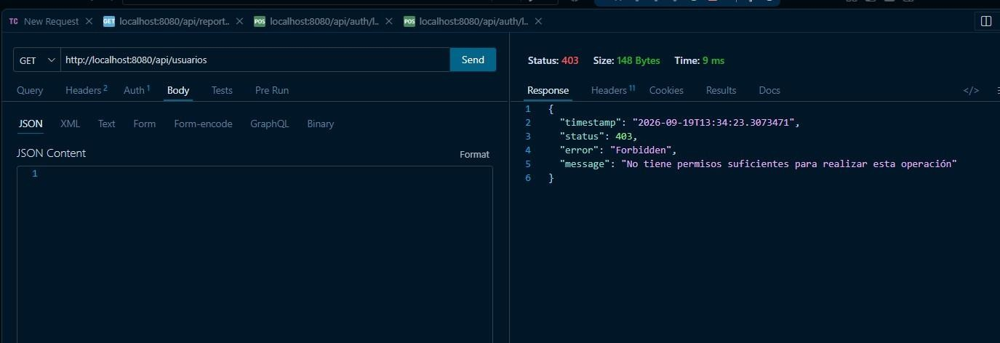 TC New Request × GET localhost:8080/api/report.. × POS localhost:8080/api/auth/l.. × POS localhost:8080/api/auth/l.. ×
GET http://localhost:8080/api/usuarios Send
Query Headers 2 Auth 1 Body Tests Pre Run
JSON XML Text Form Form-encode GraphQL Binary
JSON Content Format
1
Status: 403 Size: 148 Bytes Time: 9 ms
Response Headers 11 Cookies Results Docs </>
1 {
2 "timestamp": "2026-09-19T13:34:23.3073471",
3 "status": 403,
4 "error": "Forbidden",
5 "message": "No tiene permisos suficientes para realizar esta operación"
6 }